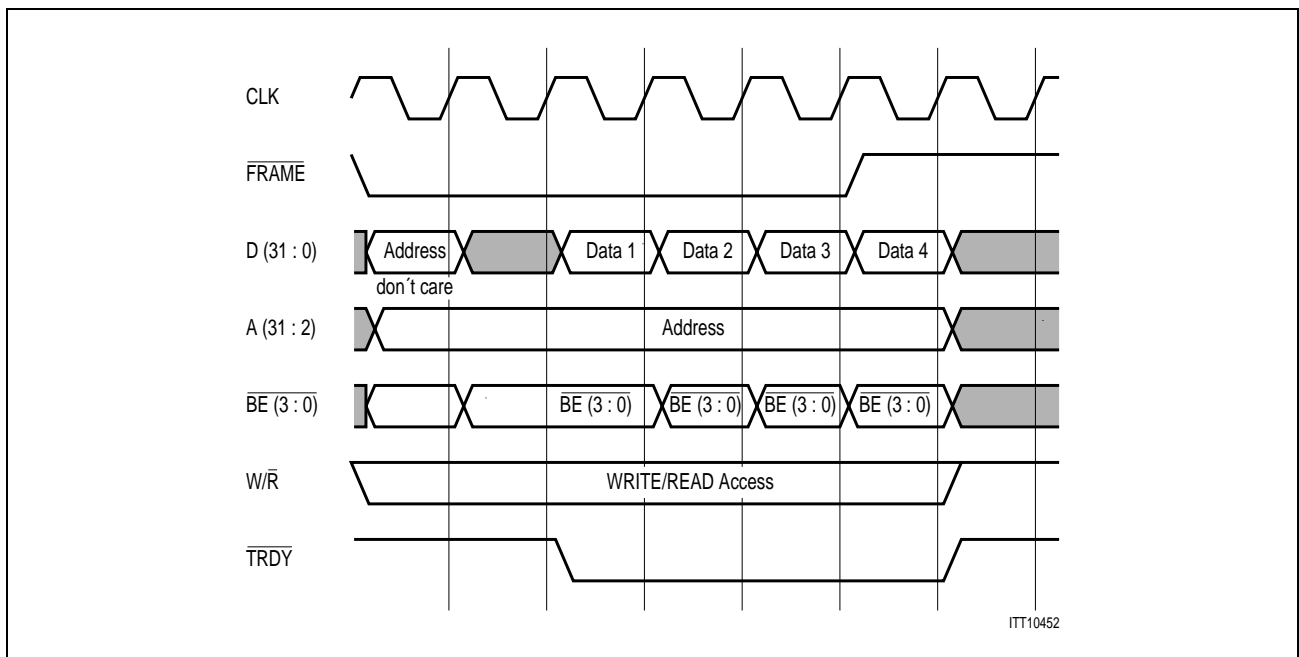 CLK
FRAME
D (31 : 0) Address Data 1 Data 2 Data 3 Data 4
don´t care
A (31 : 2) Address
BE (3 : 0) BE (3 : 0) BE (3 : 0) BE (3 : 0) BE (3 : 0)
W/R̅ WRITE/READ Access
TRDY
ITT10452